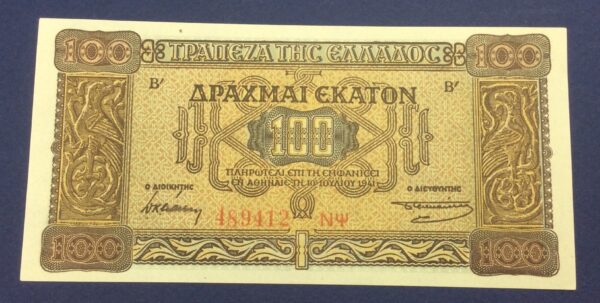 100 ΤΡΑΠΕΖΑ ΤΗΣ ΕΛΛΑΔΟΣ 100
Β' ΔΡΑΧΜΑΙ ΕΚΑΤΟΝ Β'
100
ΠΛΗΡΩΤΕΑΙ ΕΠΙ ΤΗ ΕΜΦΑΝΙΣΕΙ
ΕΝ ΑΘΗΝΑΙΣ ΤΗ 10 ΙΟΥΛΙΟΥ 1941
Ο ΔΙΟΙΚΗΤΗΣ Ο ΔΙΕΥΘΥΝΤΗΣ
489412 ΝΨ
100 100